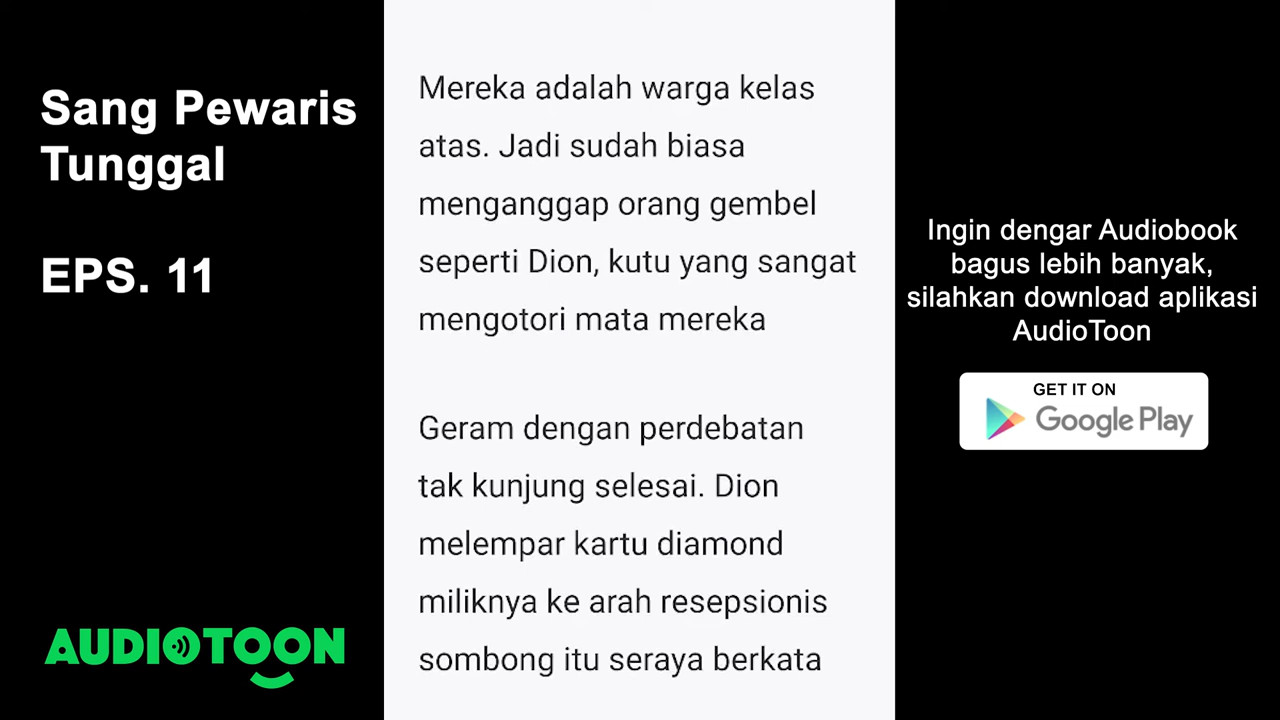 Sang Pewaris
Tunggal
EPS. 11
AUDIOTOON
Mereka adalah warga kelas
atas. Jadi sudah biasa
menganggap orang gembel
seperti Dion, kutu yang sangat
mengotori mata mereka
Geram dengan perdebatan
tak kunjung selesai. Dion
melempar kartu diamond
miliknya ke arah resepsionis
sombong itu seraya berkata
Ingin dengar Audiobook
bagus lebih banyak,
silahkan download aplikasi
AudioToon
GET IT ON
Google Play